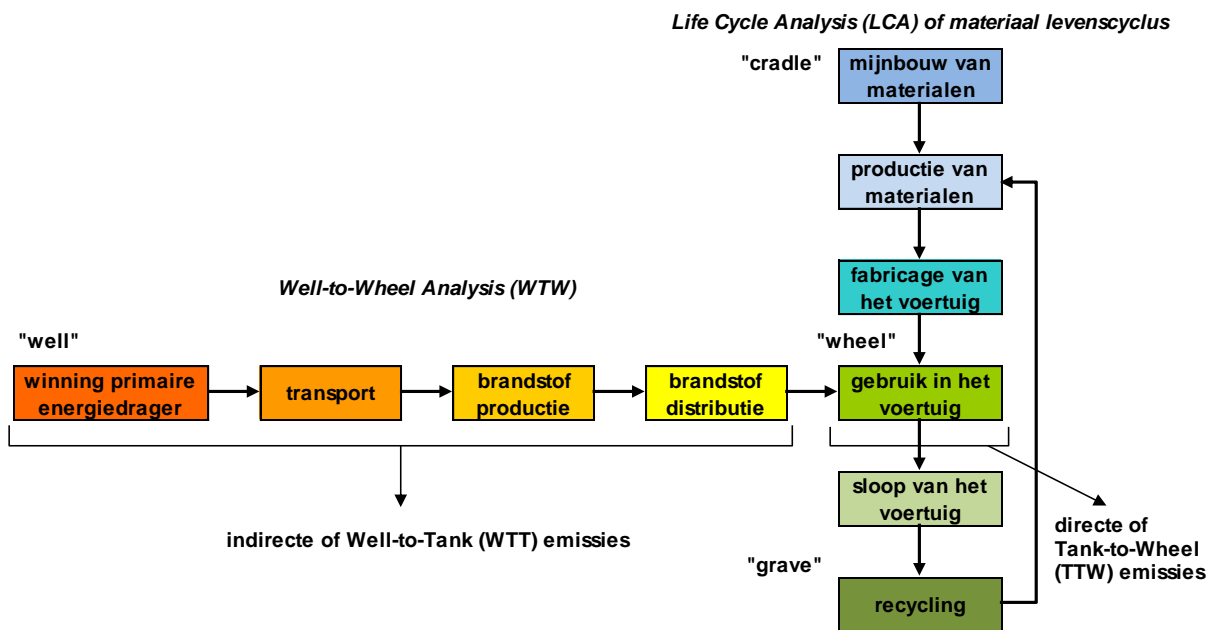 Life Cycle Analysis (LCA) of materiaal levenscyclus
"cradle"
mijnbouw van
materialen
productie van
materialen
fabricage van
het voertuig
Well-to-Wheel Analysis (WTW)
"well"
"wheel"
winning primaire
energiedrager
transport
brandstof
productie
brandstof
distributie
gebruik in het
voertuig
sloop van het
voertuig
indirecte of Well-to-Tank (WTT) emissies
directe of
Tank-to-Wheel
(TTW) emissies
"grave"
recycling